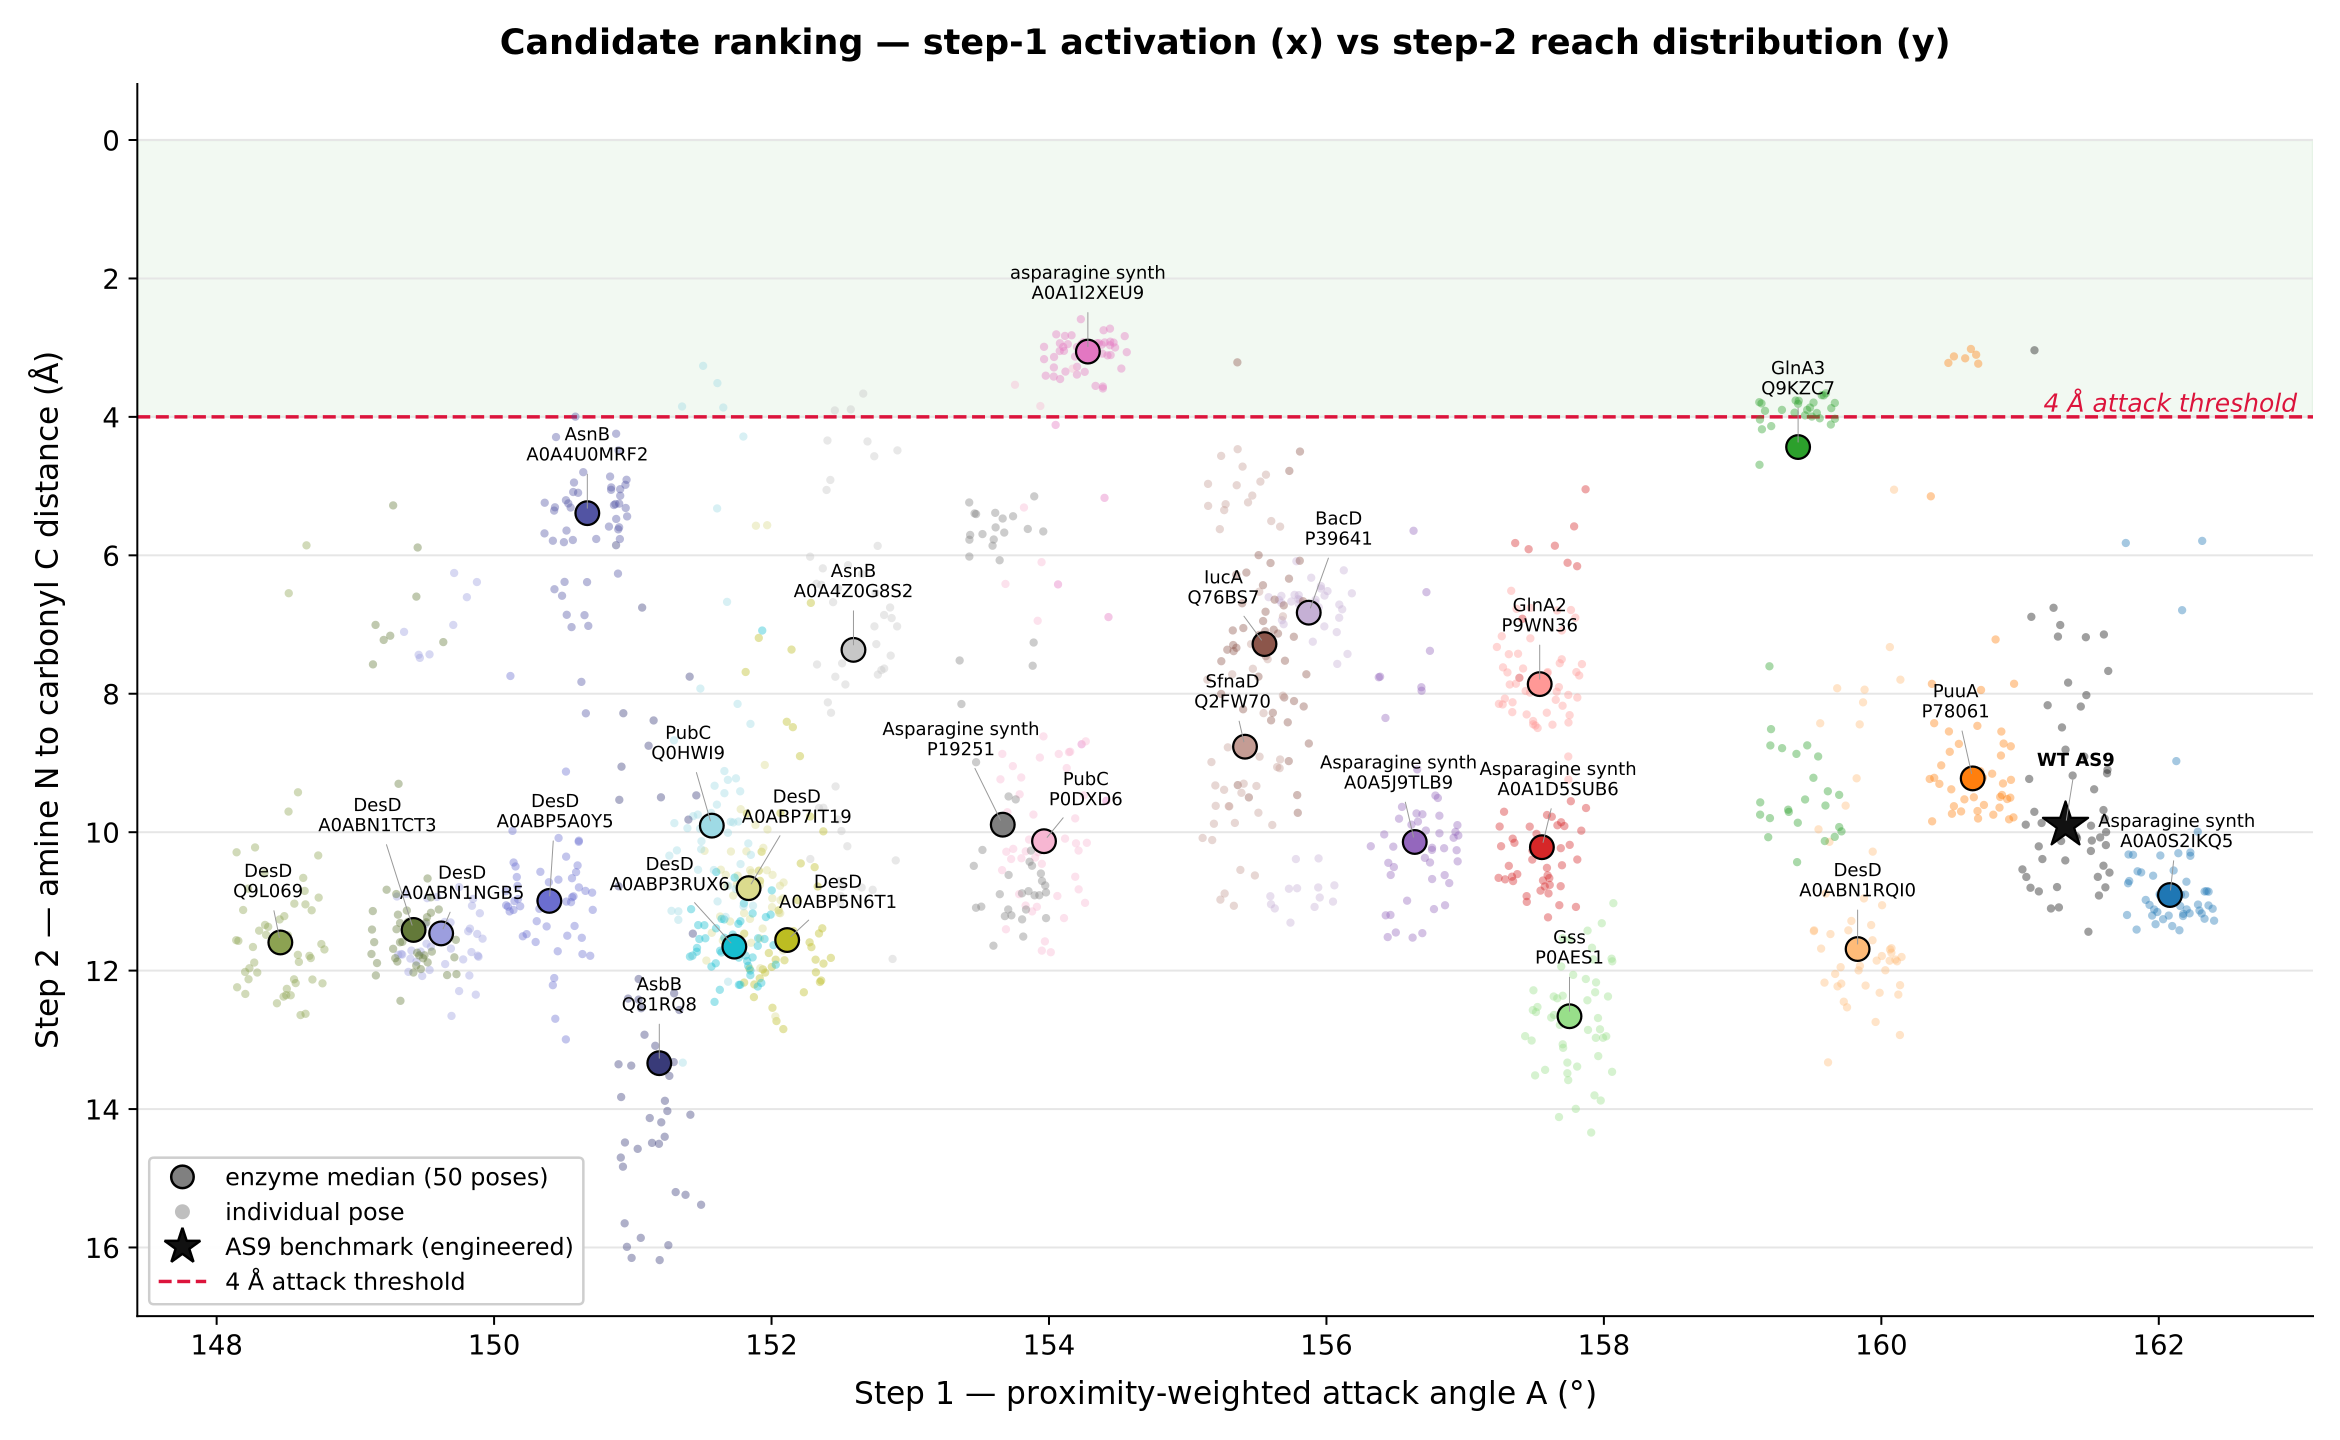 Candidate ranking — step-1 activation (x) vs step-2 reach distribution (y)
Step 2 — amine N to carbonyl C distance (Å)
0
2
4
6
8
10
12
14
16
asparagine synth
A0A1I2XEU9
GlnA3
Q9KZC7
4 Å attack threshold
AsnB
A0A4U0MRF2
BacD
P39641
AsnB
A0A4Z0G8S2
IucA
Q76BS7
GlnA2
P9WN36
SfnaD
Q2FW70
PuuA
P78061
PubC
Q0HWI9
Asparagine synth
P19251
WT AS9
Asparagine synth
A0A5J9TLB9
Asparagine synth
A0A1D5SUB6
PubC
P0DXD6
DesD
A0ABN1TCT3
DesD
A0ABP5A0Y5
DesD
A0ABP7IT19
Asparagine synth
A0A0S2IKQ5
DesD
Q9L069
DesD
A0ABN1NGB5
DesD
A0ABP3RUX6
DesD
A0ABP5N6T1
DesD
A0ABN1RQI0
Gss
P0AES1
AsbB
Q81RQ8
enzyme median (50 poses)
individual pose
AS9 benchmark (engineered)
4 Å attack threshold
148
150
152
154
156
158
160
162
Step 1 — proximity-weighted attack angle A (°)